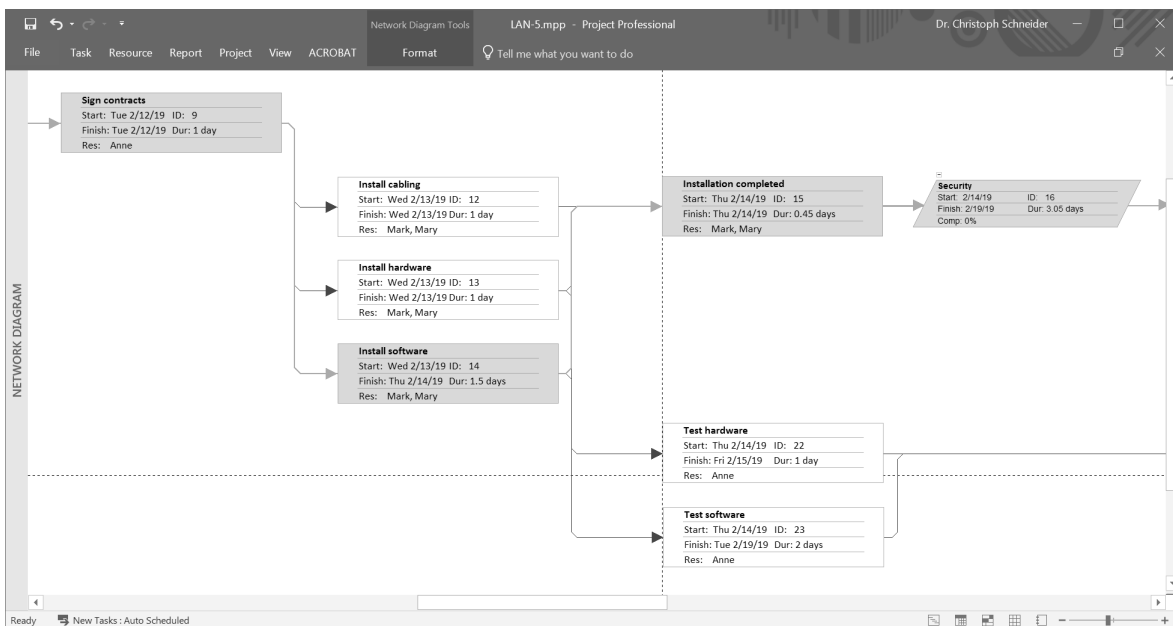 Network Diagram Tools LAN-5.mpp - Project Professional Dr. Christoph Schneider
File Task Resource Report Project View ACROBAT Format Tell me what you want to do
NETWORK DIAGRAM
Sign contracts
Start: Tue 2/12/19 ID: 9
Finish: Tue 2/12/19 Dur: 1 day
Res: Anne
Install cabling
Start: Wed 2/13/19 ID: 12
Finish: Wed 2/13/19 Dur: 1 day
Res: Mark, Mary
Install hardware
Start: Wed 2/13/19 ID: 13
Finish: Wed 2/13/19 Dur: 1 day
Res: Mark, Mary
Install software
Start: Wed 2/13/19 ID: 14
Finish: Thu 2/14/19 Dur: 1.5 days
Res: Mark, Mary
Installation completed
Start: Thu 2/14/19 ID: 15
Finish: Thu 2/14/19 Dur: 0.45 days
Res: Mark, Mary
Security
Start: 2/14/19 ID: 16
Finish: 2/19/19 Dur: 3.05 days
Comp: 0%
Test hardware
Start: Thu 2/14/19 ID: 22
Finish: Fri 2/15/19 Dur: 1 day
Res: Anne
Test software
Start: Thu 2/14/19 ID: 23
Finish: Tue 2/19/19 Dur: 2 days
Res: Anne
Ready New Tasks : Auto Scheduled